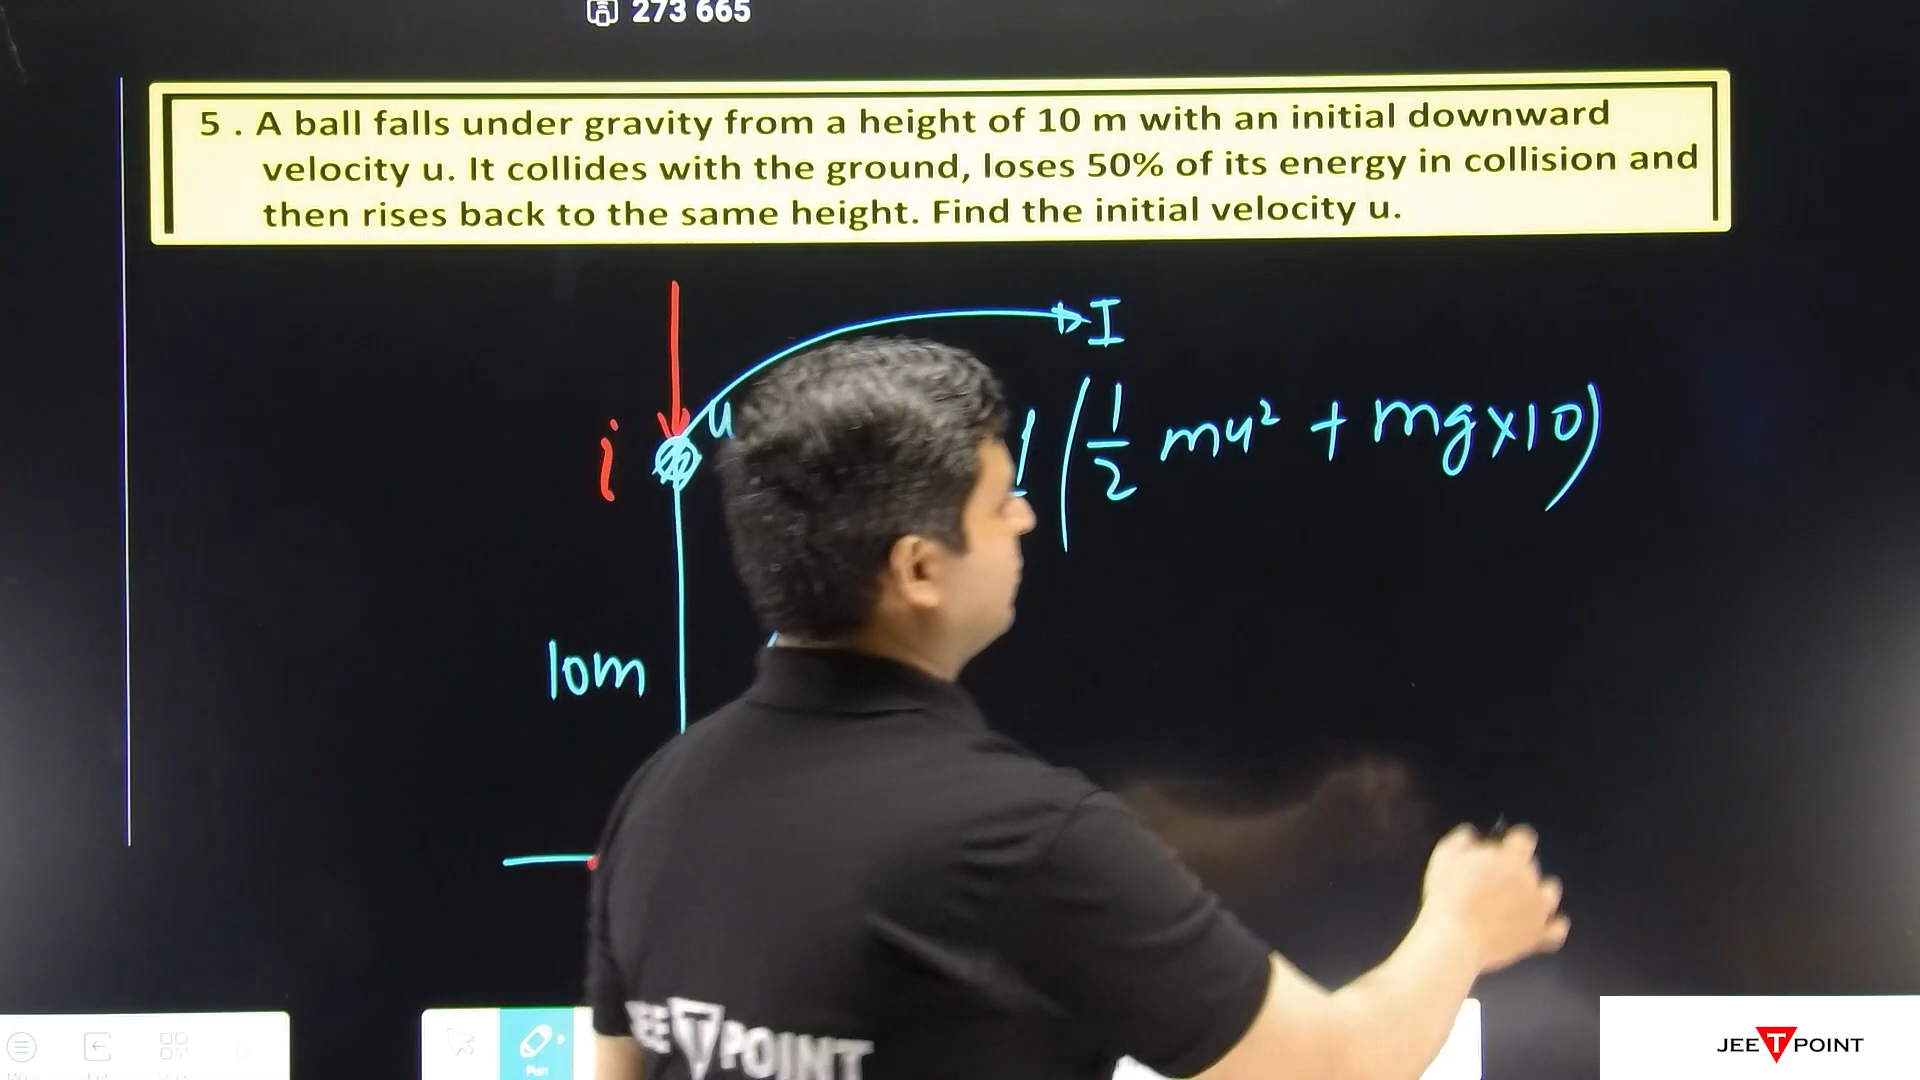 273 665
5 . A ball falls under gravity from a height of 10 m with an initial downward
velocity u. It collides with the ground, loses 50% of its energy in collision and
then rises back to the same height. Find the initial velocity u.
I
u
i
1 ( 1/2 mu² + mg×10)
10m
Pen
JEE T POINT
JEE T POINT